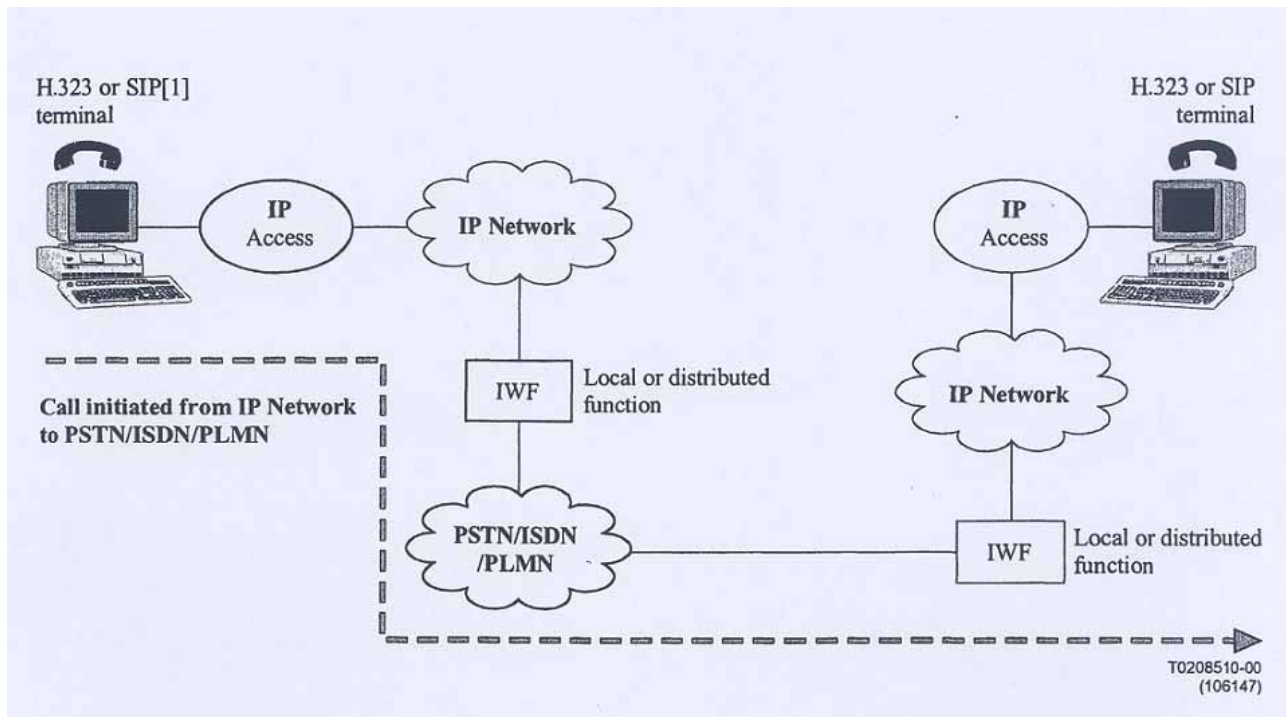 H.323 or SIP[1]
terminal
H.323 or SIP
terminal
IP
Access
IP Network
IP
Access
IWF
Local or distributed
function
IP Network
Call initiated from IP Network
to PSTN/ISDN/PLMN
PSTN/ISDN
/PLMN
IWF
Local or distributed
function
T0208510-00
(106147)